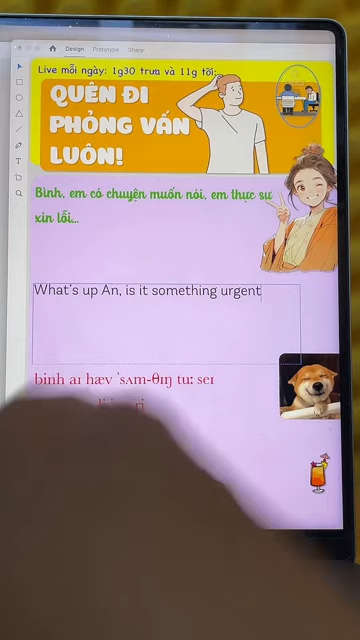 Design Prototype Share
Live mỗi ngày: 1g30 trưa và 11g tối
QUÊN ĐI
PHỎNG VẤN
LUÔN!
Bình, em có chuyện muốn nói, em thực sự
xin lỗi...
What's up An, is it something urgent
bình aɪ hæv ˈsʌm-θɪŋ tuː seɪ